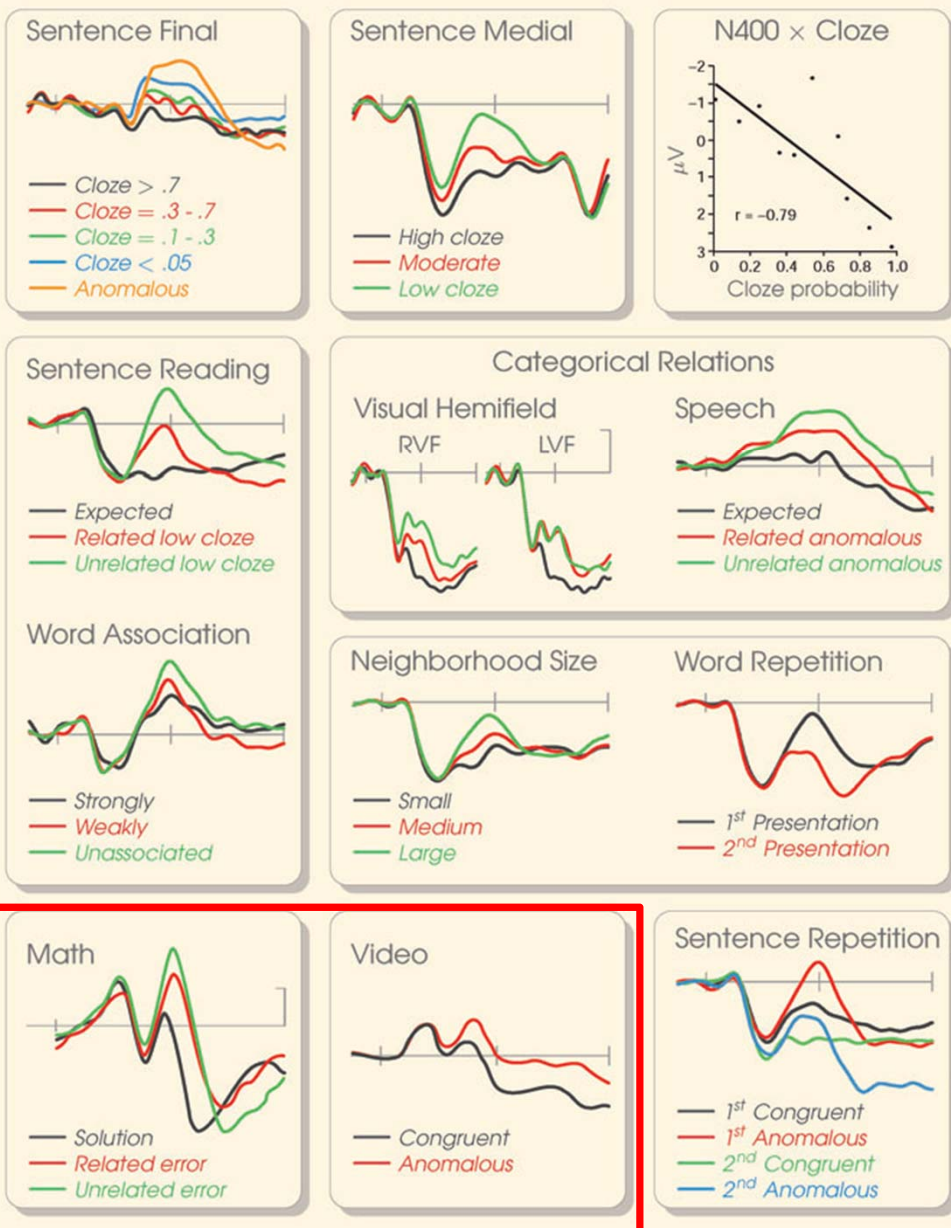 Sentence Final
Cloze > .7
Cloze = .3 - .7
Cloze = .1 - .3
Cloze < .05
Anomalous
Sentence Medial
High cloze
Moderate
Low cloze
N400 × Cloze
-2
-1
0
1
2
3
μV
r = -0.79
0 0.2 0.4 0.6 0.8 1.0
Cloze probability
Sentence Reading
Expected
Related low cloze
Unrelated low cloze
Word Association
Strongly
Weakly
Unassociated
Categorical Relations
Visual Hemifield
RVF LVF
Speech
Expected
Related anomalous
Unrelated anomalous
Neighborhood Size
Small
Medium
Large
Word Repetition
1st Presentation
2nd Presentation
Math
Solution
Related error
Unrelated error
Video
Congruent
Anomalous
Sentence Repetition
1st Congruent
1st Anomalous
2nd Congruent
2nd Anomalous